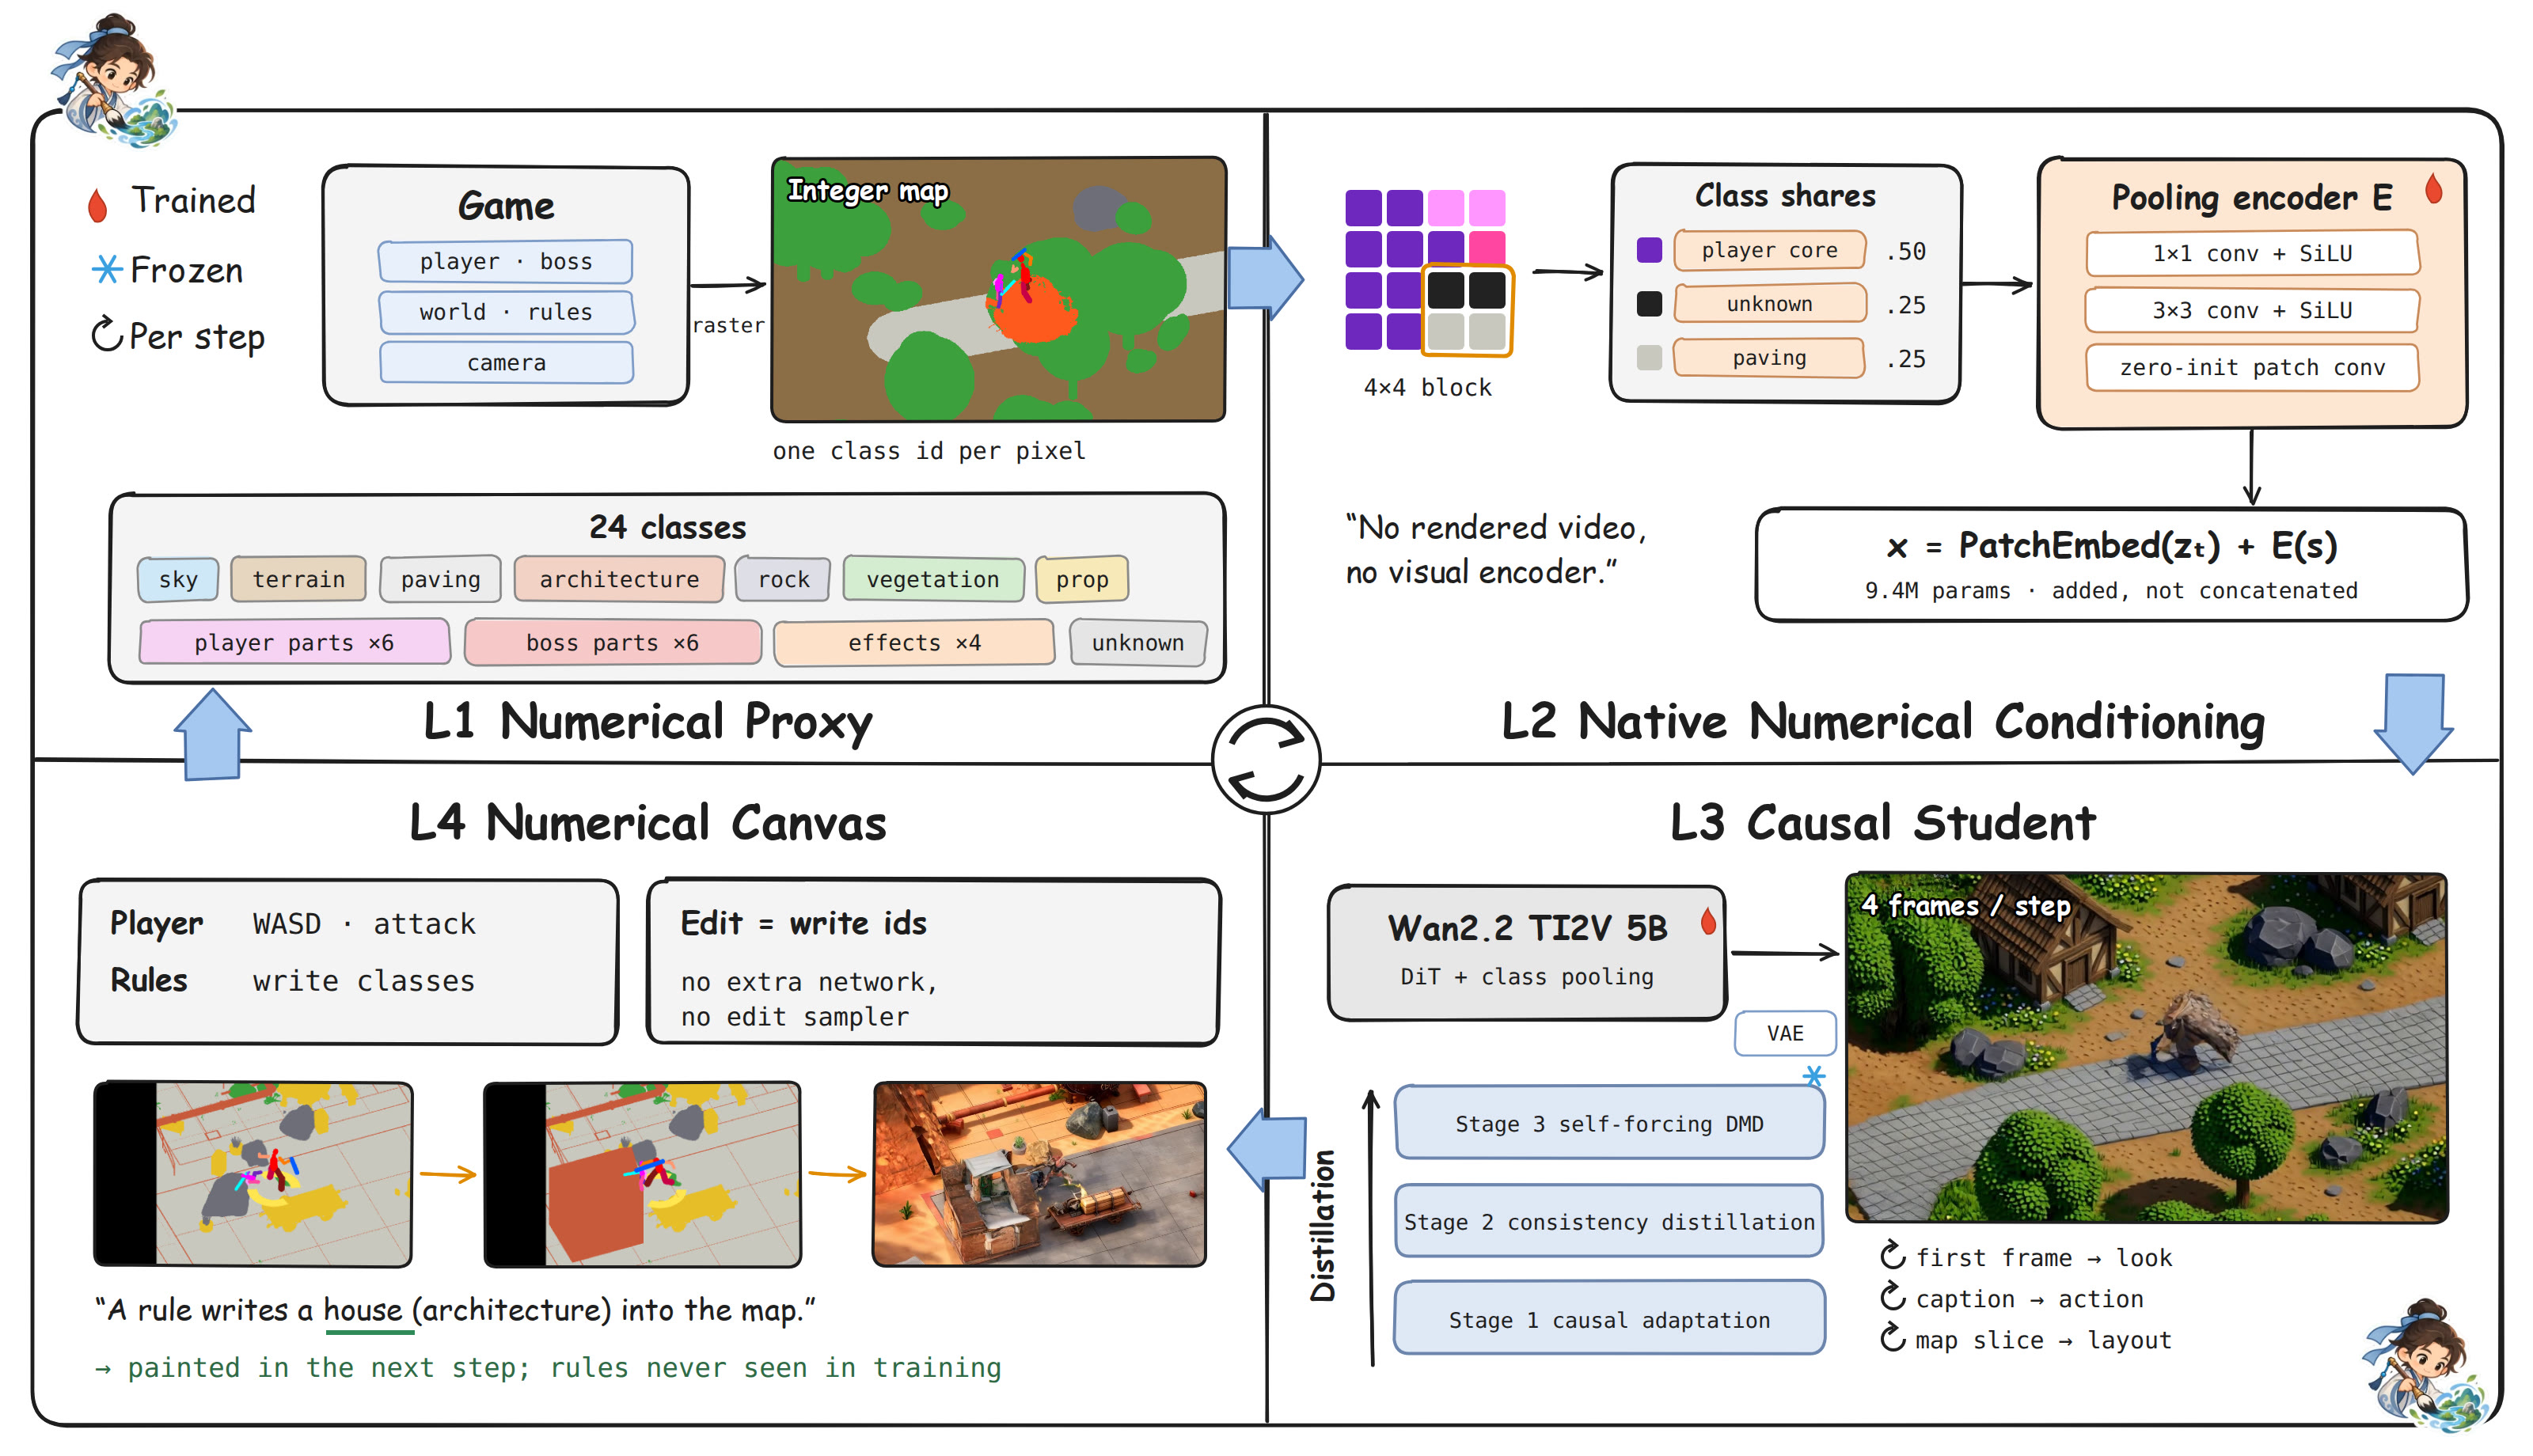 Trained
Frozen
Per step
Game
player · boss
world · rules
camera
raster
Integer map
one class id per pixel
24 classes
sky terrain paving architecture rock vegetation prop
player parts ×6 boss parts ×6 effects ×4 unknown
L1 Numerical Proxy
4×4 block
Class shares
player core .50
unknown .25
paving .25
Pooling encoder E
1×1 conv + SiLU
3×3 conv + SiLU
zero-init patch conv
“No rendered video,
no visual encoder.”
x = PatchEmbed(zₜ) + E(s)
9.4M params · added, not concatenated
L2 Native Numerical Conditioning
L3 Causal Student
Wan2.2 TI2V 5B
DiT + class pooling
VAE
4 frames / step
Distillation
Stage 3 self-forcing DMD
Stage 2 consistency distillation
Stage 1 causal adaptation
first frame → look
caption → action
map slice → layout
L4 Numerical Canvas
Player WASD · attack
Rules write classes
Edit = write ids
no extra network,
no edit sampler
“A rule writes a house (architecture) into the map.”
→ painted in the next step; rules never seen in training